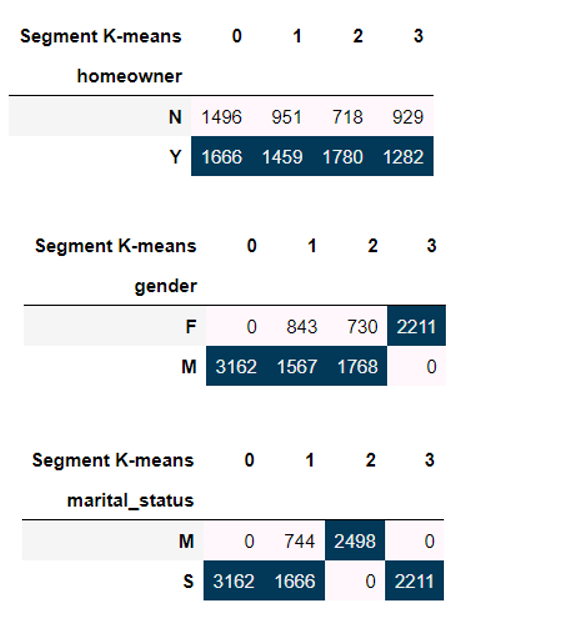 Segment K-means 0 1 2 3
homeowner
N 1496 951 718 929
Y 1666 1459 1780 1282
Segment K-means 0 1 2 3
gender
F 0 843 730 2211
M 3162 1567 1768 0
Segment K-means 0 1 2 3
marital_status
M 0 744 2498 0
S 3162 1666 0 2211